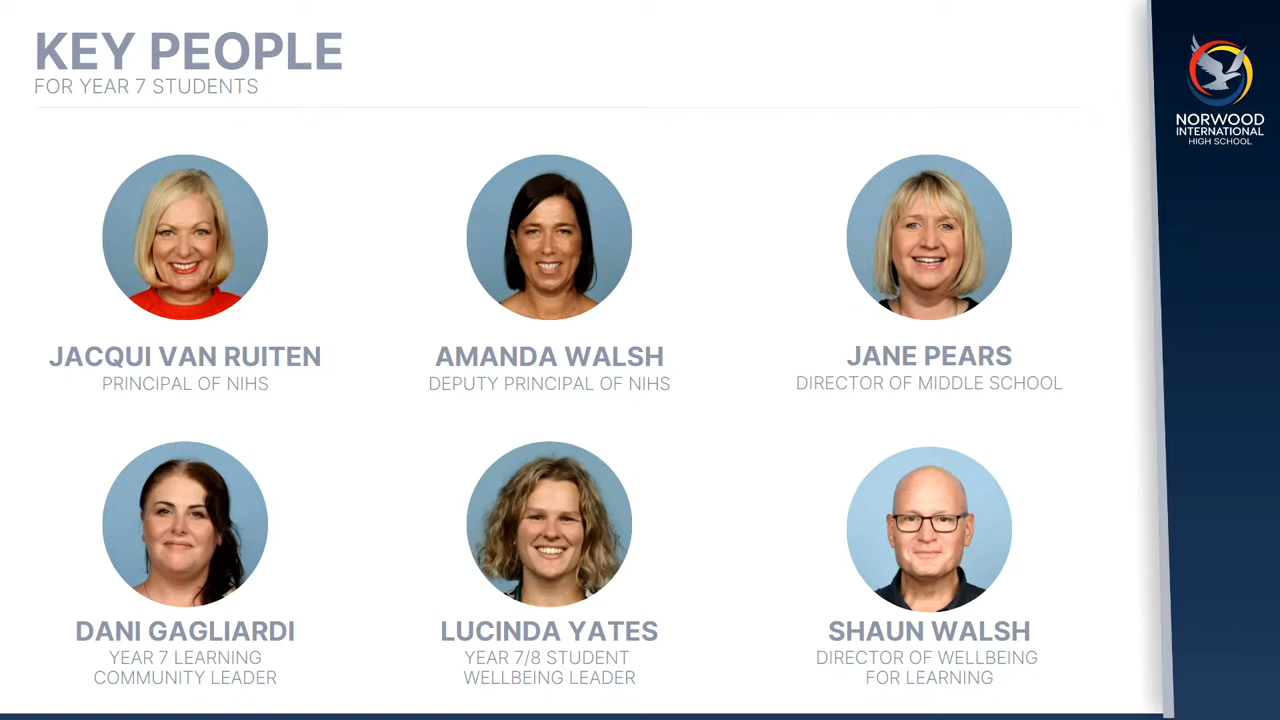 KEY PEOPLE
FOR YEAR 7 STUDENTS
NORWOOD
INTERNATIONAL
HIGH SCHOOL
JACQUI VAN RUITEN
PRINCIPAL OF NIHS
AMANDA WALSH
DEPUTY PRINCIPAL OF NIHS
JANE PEARS
DIRECTOR OF MIDDLE SCHOOL
DANI GAGLIARDI
YEAR 7 LEARNING
COMMUNITY LEADER
LUCINDA YATES
YEAR 7/8 STUDENT
WELLBEING LEADER
SHAUN WALSH
DIRECTOR OF WELLBEING
FOR LEARNING